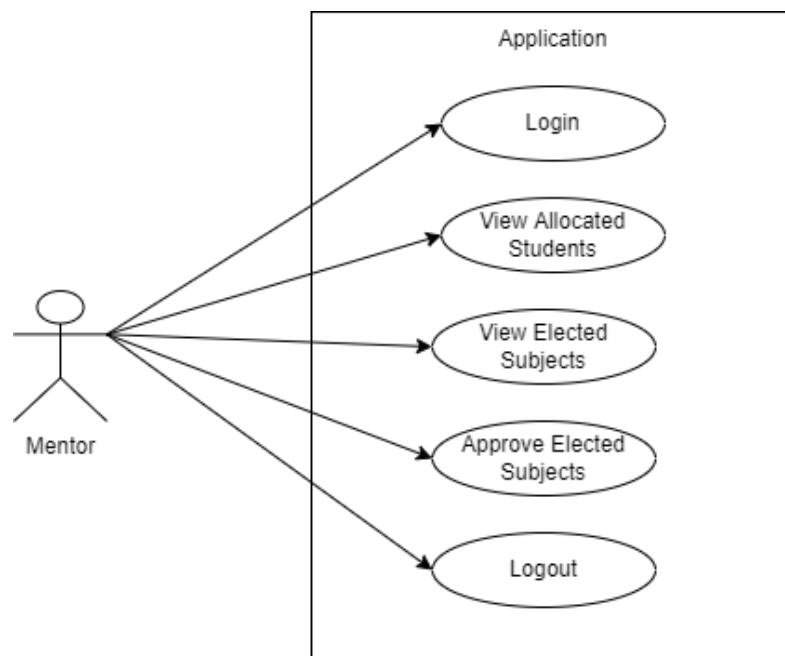 Application
Login
View Allocated
Students
View Elected
Subjects
Approve Elected
Subjects
Mentor
Logout